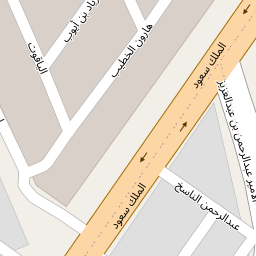 زياد بن أيوب
هارون الخطيب
الياقوت
الملك سعود
الأمير عبدالرحمن بن عبدالعزيز
الملك سعود
عبدالرحمن الناسخ